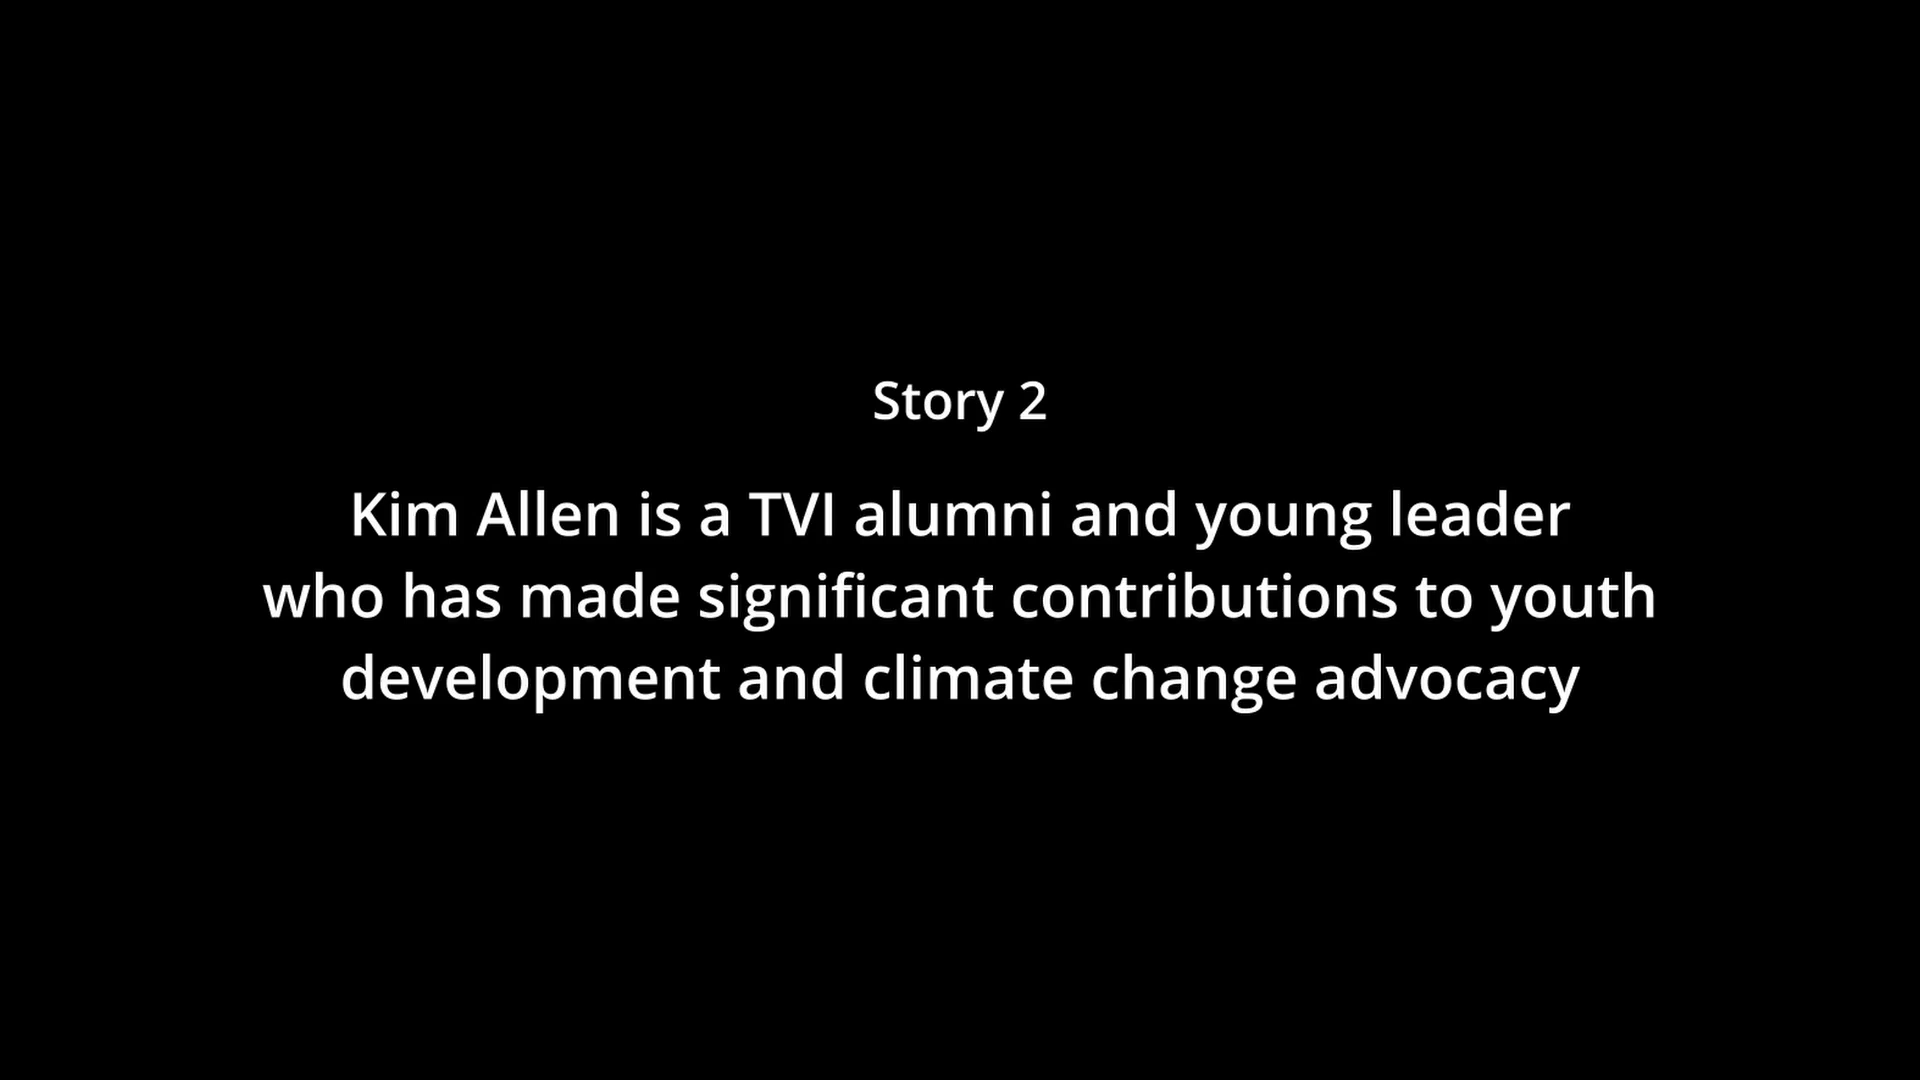 Story 2
Kim Allen is a TVI alumni and young leader
who has made significant contributions to youth
development and climate change advocacy